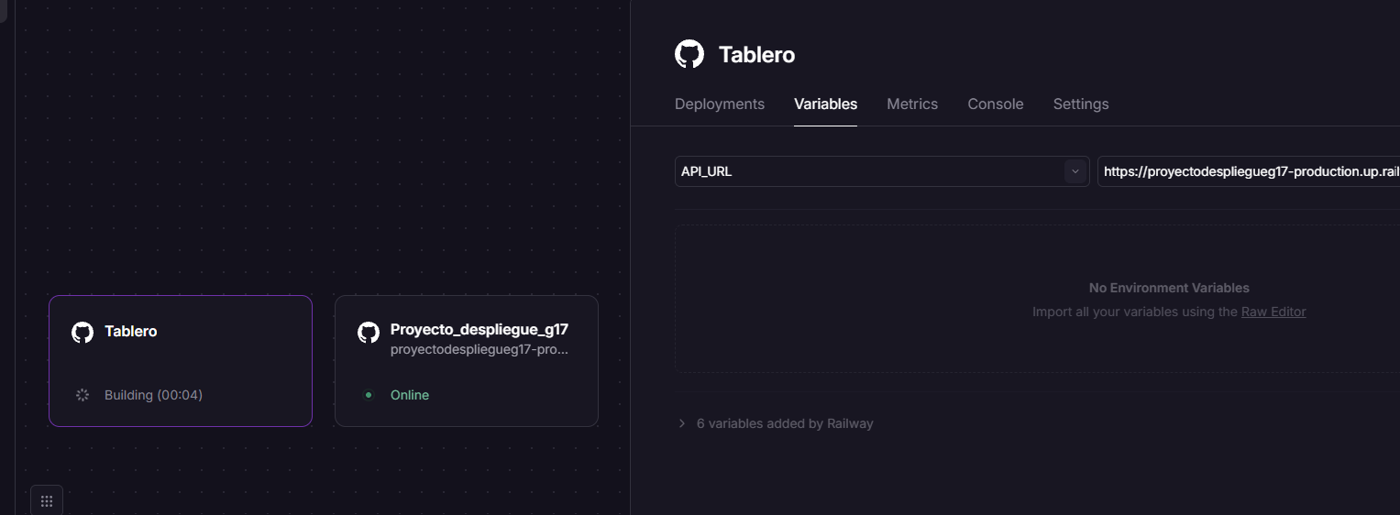 Tablero
Deployments Variables Metrics Console Settings
API_URL https://proyectodespliegueg17-production.up.rail
No Environment Variables
Import all your variables using the Raw Editor
6 variables added by Railway
Tablero
Building (00:04)
Proyecto_despliegue_g17
proyectodespliegueg17-pro...
Online